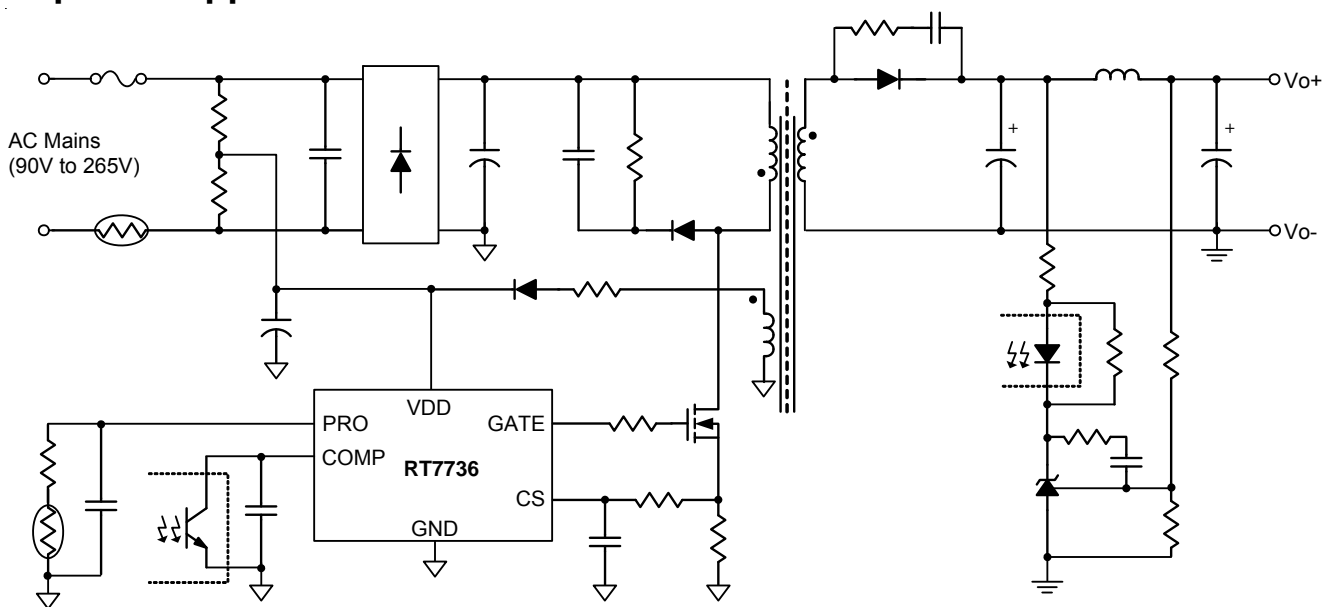 Vo+
AC Mains
(90V to 265V)
+
+
Vo-
VDD
PRO
GATE
COMP
RT7736
CS
GND